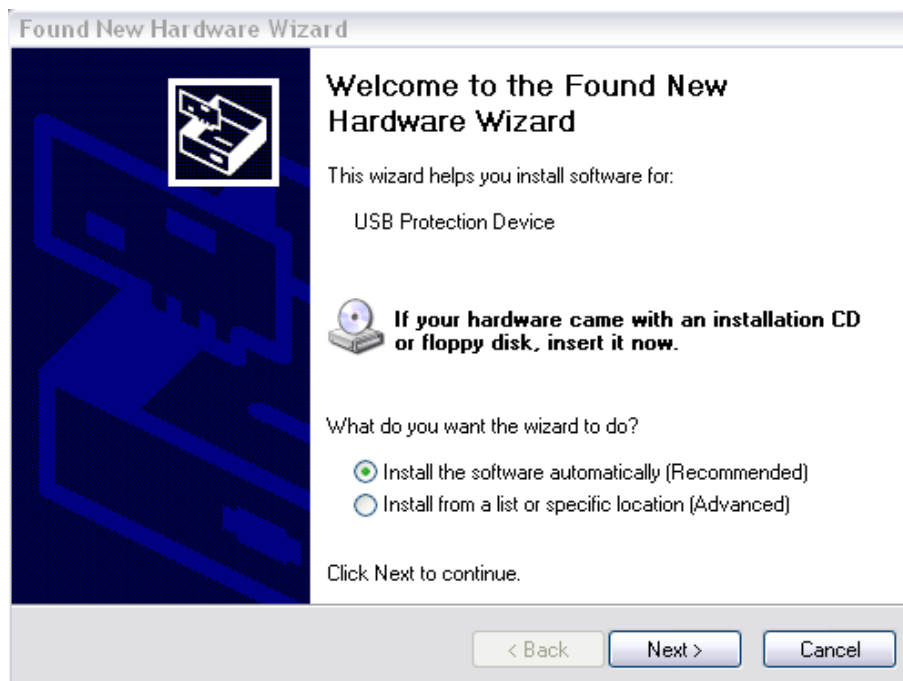 Found New Hardware Wizard
Welcome to the Found New
Hardware Wizard
This wizard helps you install software for:
USB Protection Device
If your hardware came with an installation CD
or floppy disk, insert it now.
What do you want the wizard to do?
Install the software automatically (Recommended)
Install from a list or specific location (Advanced)
Click Next to continue.
< Back
Next >
Cancel